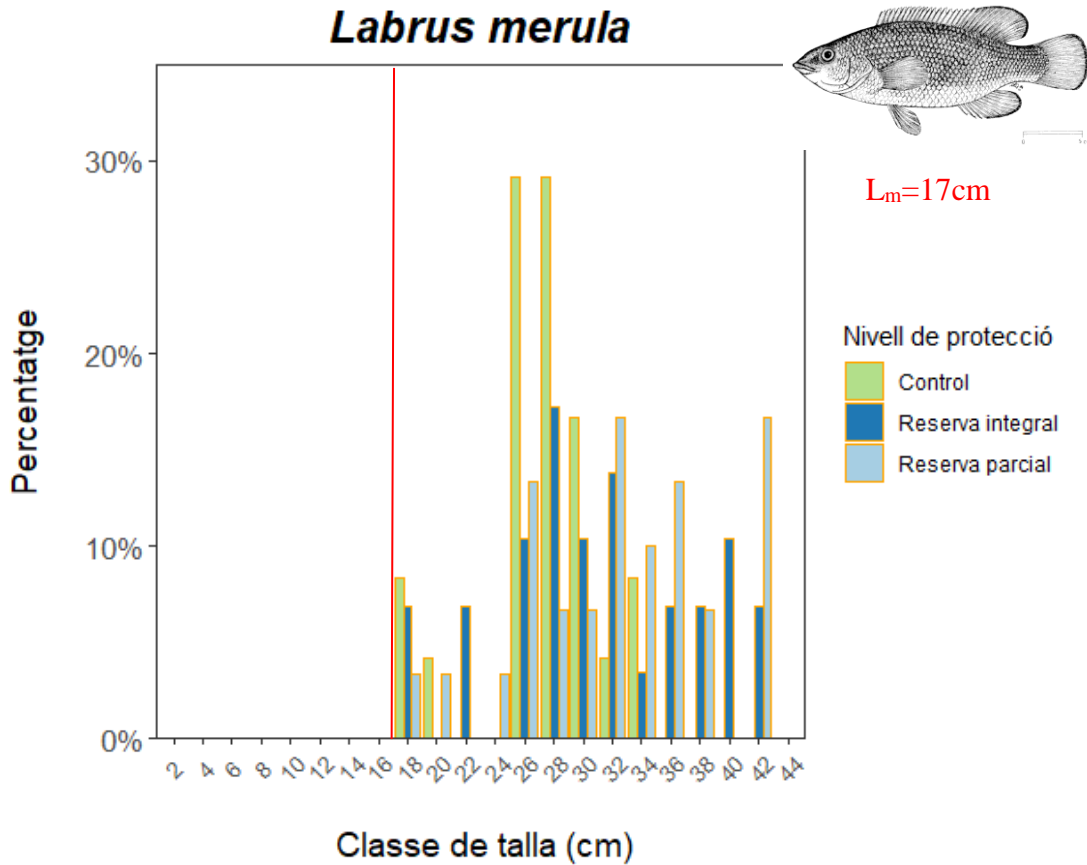 Labrus merula
Lm=17cm
Percentatge
30%
20%
10%
0%
2 4 6 8 10 12 14 16 18 20 22 24 26 28 30 32 34 36 38 40 42 44
Classe de talla (cm)
Nivell de protecció
Control
Reserva integral
Reserva parcial